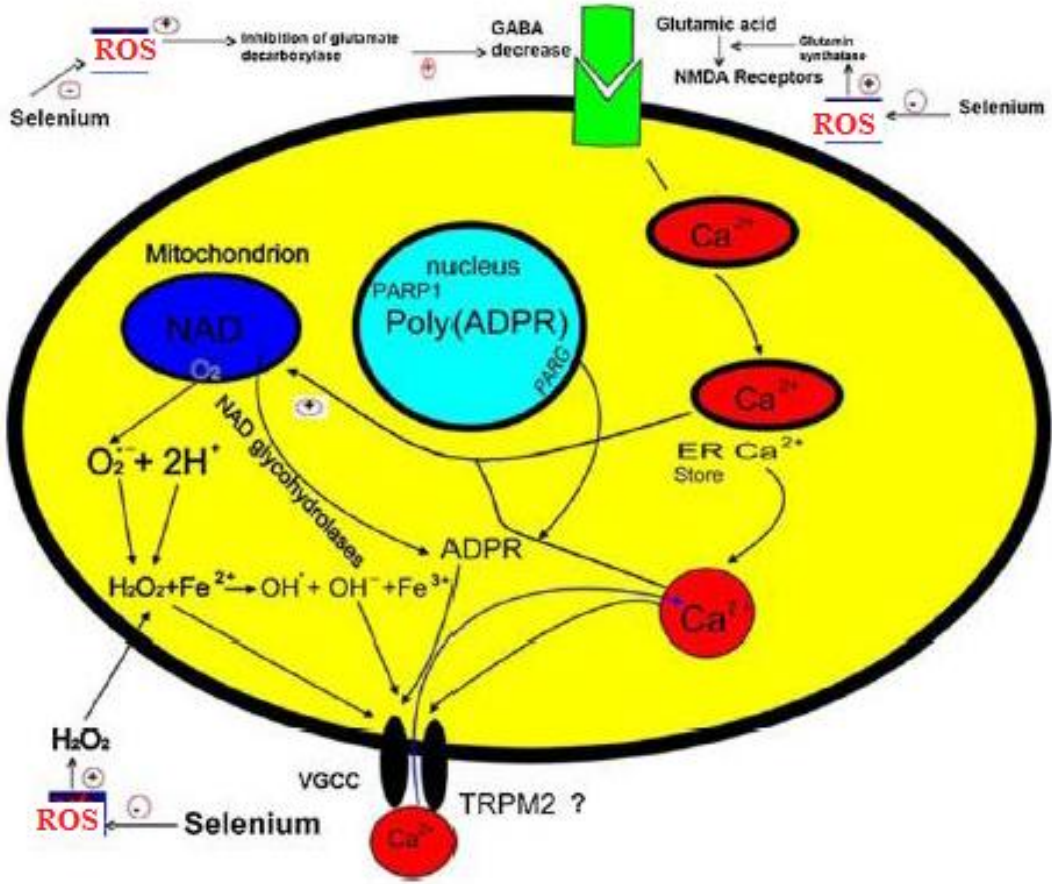 ROS
+
Inhibition of glutamate
decarboxylase
+
GABA
decrease
-
Selenium
Glutamic acid
Glutamin
synthatase
NMDA Receptors
+
ROS
-
Selenium
Ca2+
Mitochondrion
NAD
O2
nucleus
PARP1
Poly(ADPR)
PARG
+
Ca2+
ER Ca2+
Store
NAD glycohydrolases
O2•− + 2H+
ADPR
H2O2+Fe2+ OH• + OH− +Fe3+
Ca2+
H2O2
VGCC
TRPM2 ?
+
ROS
-
Selenium
Ca2+